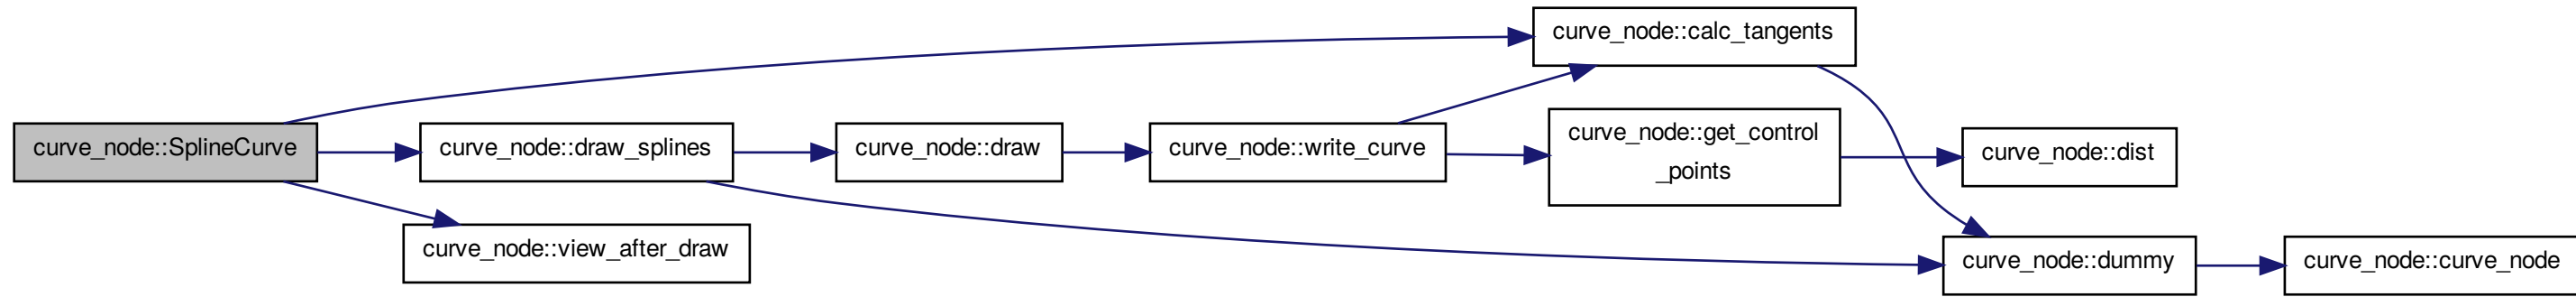 curve_node::SplineCurve
curve_node::calc_tangents
curve_node::draw_splines
curve_node::draw
curve_node::write_curve
curve_node::get_control
_points
curve_node::dist
curve_node::view_after_draw
curve_node::dummy
curve_node::curve_node